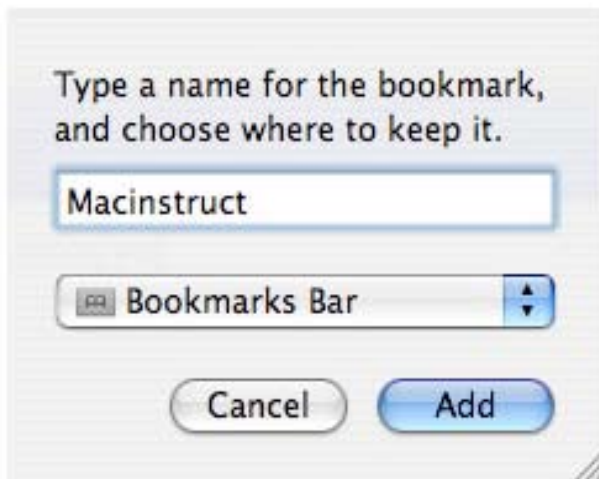 Type a name for the bookmark,
and choose where to keep it.
Macinstruct
Bookmarks Bar
Cancel Add